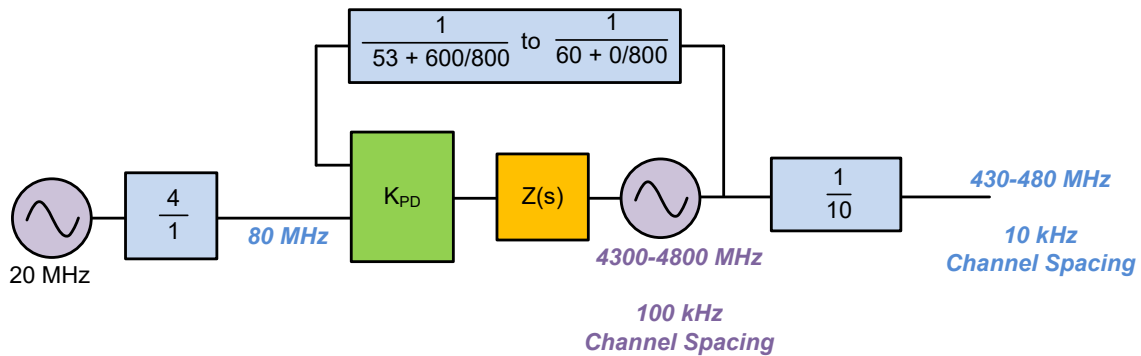 1
53 + 600/800
to
1
60 + 0/800
20 MHz
4
1
80 MHz
KPD
Z(s)
4300-4800 MHz
100 kHz
Channel Spacing
1
10
430-480 MHz
10 kHz
Channel Spacing